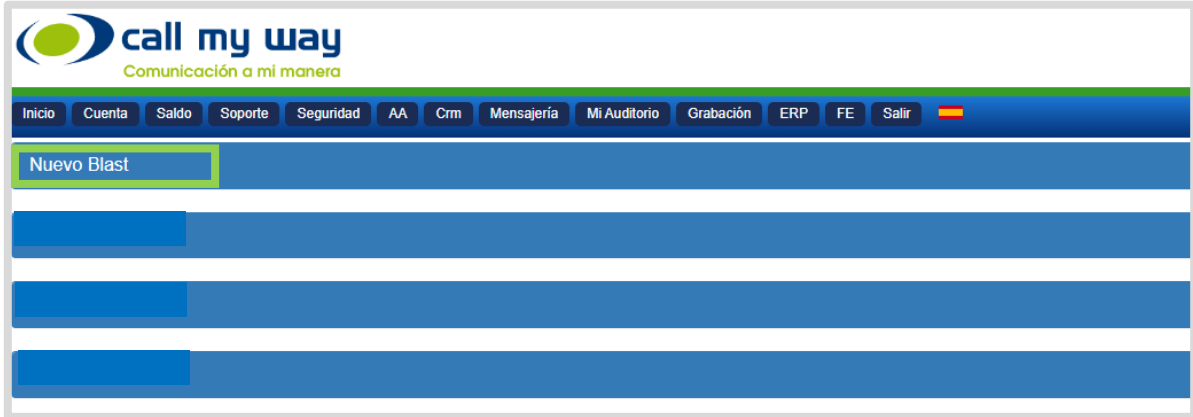 call my way
Comunicación a mi manera
Inicio Cuenta Saldo Soporte Seguridad AA Crm Mensajería Mi Auditorio Grabación ERP FE Salir
Nuevo Blast